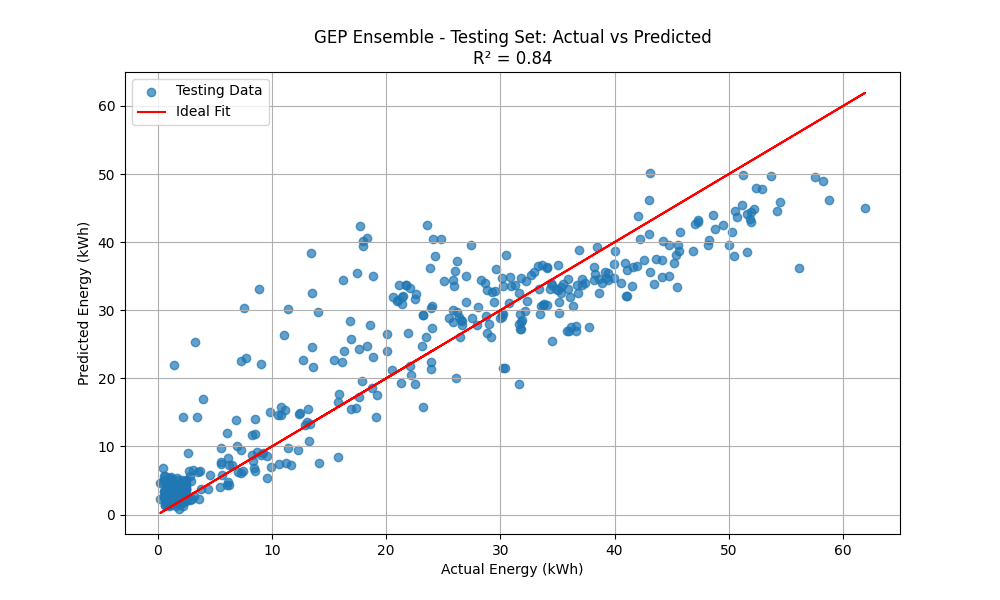 GEP Ensemble - Testing Set: Actual vs Predicted
R² = 0.84
Testing Data
Ideal Fit
60
50
40
30
20
10
0
Predicted Energy (kWh)
0 10 20 30 40 50 60
Actual Energy (kWh)